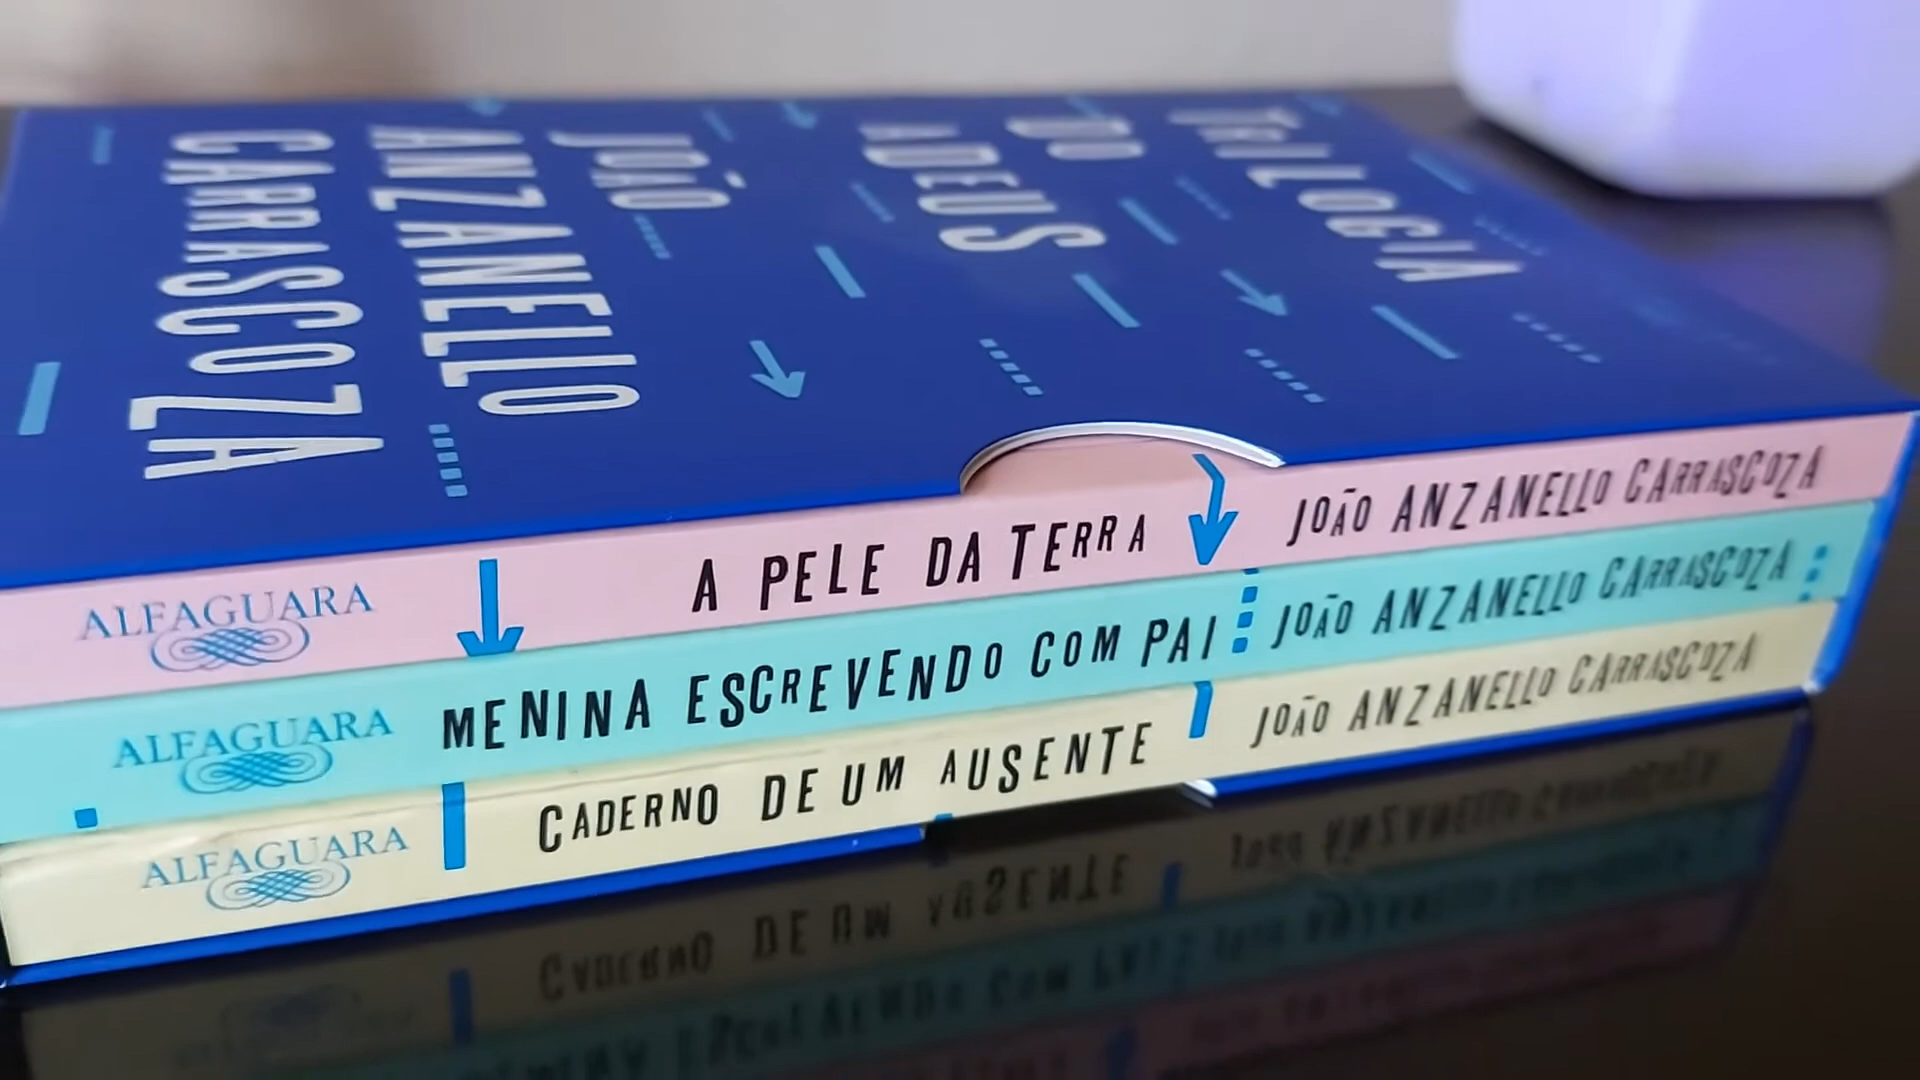 TRILOGIA
DO
ADEUS
JOÃO
ANZANELLO
CARRASCOZA
ALFAGUARA A PELE DA TERRA JOÃO ANZANELLO CARRASCOZA
ALFAGUARA MENINA ESCREVENDO COM PAI JOÃO ANZANELLO CARRASCOZA
ALFAGUARA CADERNO DE UM AUSENTE JOÃO ANZANELLO CARRASCOZA